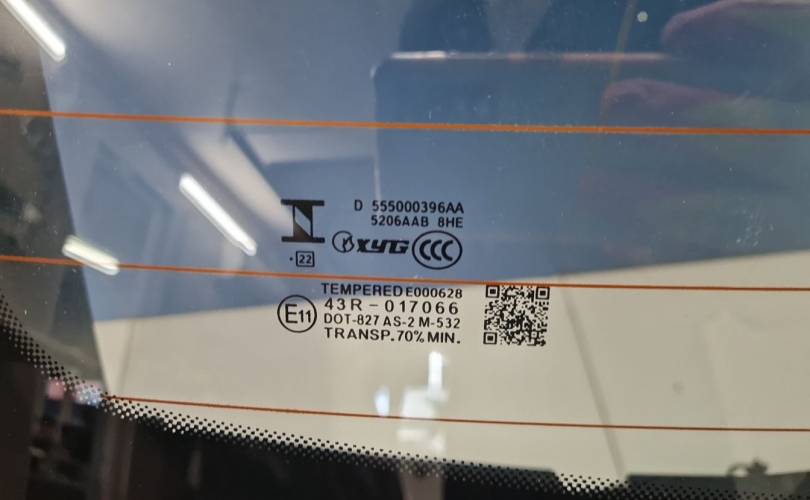 D 555000396AA
5206AAB 8HE
XYG CCC
·22
TEMPERED E000628
E11 43R-017066
DOT-827 AS-2 M-532
TRANSP.70% MIN.